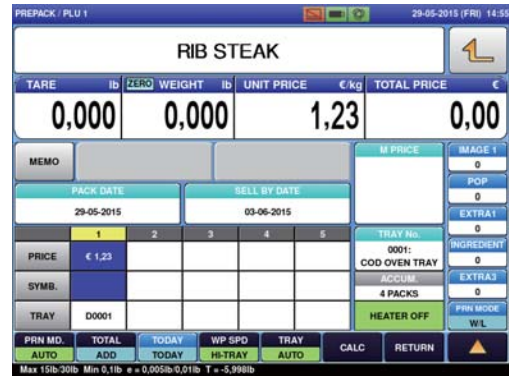 PREPACK / PLU 1
29-05-2015 (FRI) 14:55
RIB STEAK
TARE lb ZERO WEIGHT lb UNIT PRICE €/kg TOTAL PRICE €
0,000 0,000 1,23 0,00
MEMO
M PRICE
IMAGE 1
0
POP
0
PACK DATE SELL BY DATE
29-05-2015 03-06-2015
EXTRA1
0
1 2 3 4 5 TRAY No.
PRICE € 1,23
0001:
COD OVEN TRAY
INGREDIENT
0
SYMB.
ACCUM.
4 PACKS
EXTRA3
0
TRAY D0001 HEATER OFF
PRN MODE
W/L
PRN MD. TOTAL TODAY WP SPD TRAY
AUTO ADD TODAY HI-TRAY AUTO
CALC RETURN
Max 15lb/30lb Min 0,1lb e = 0,005lb/0,01lb T = -5,998lb